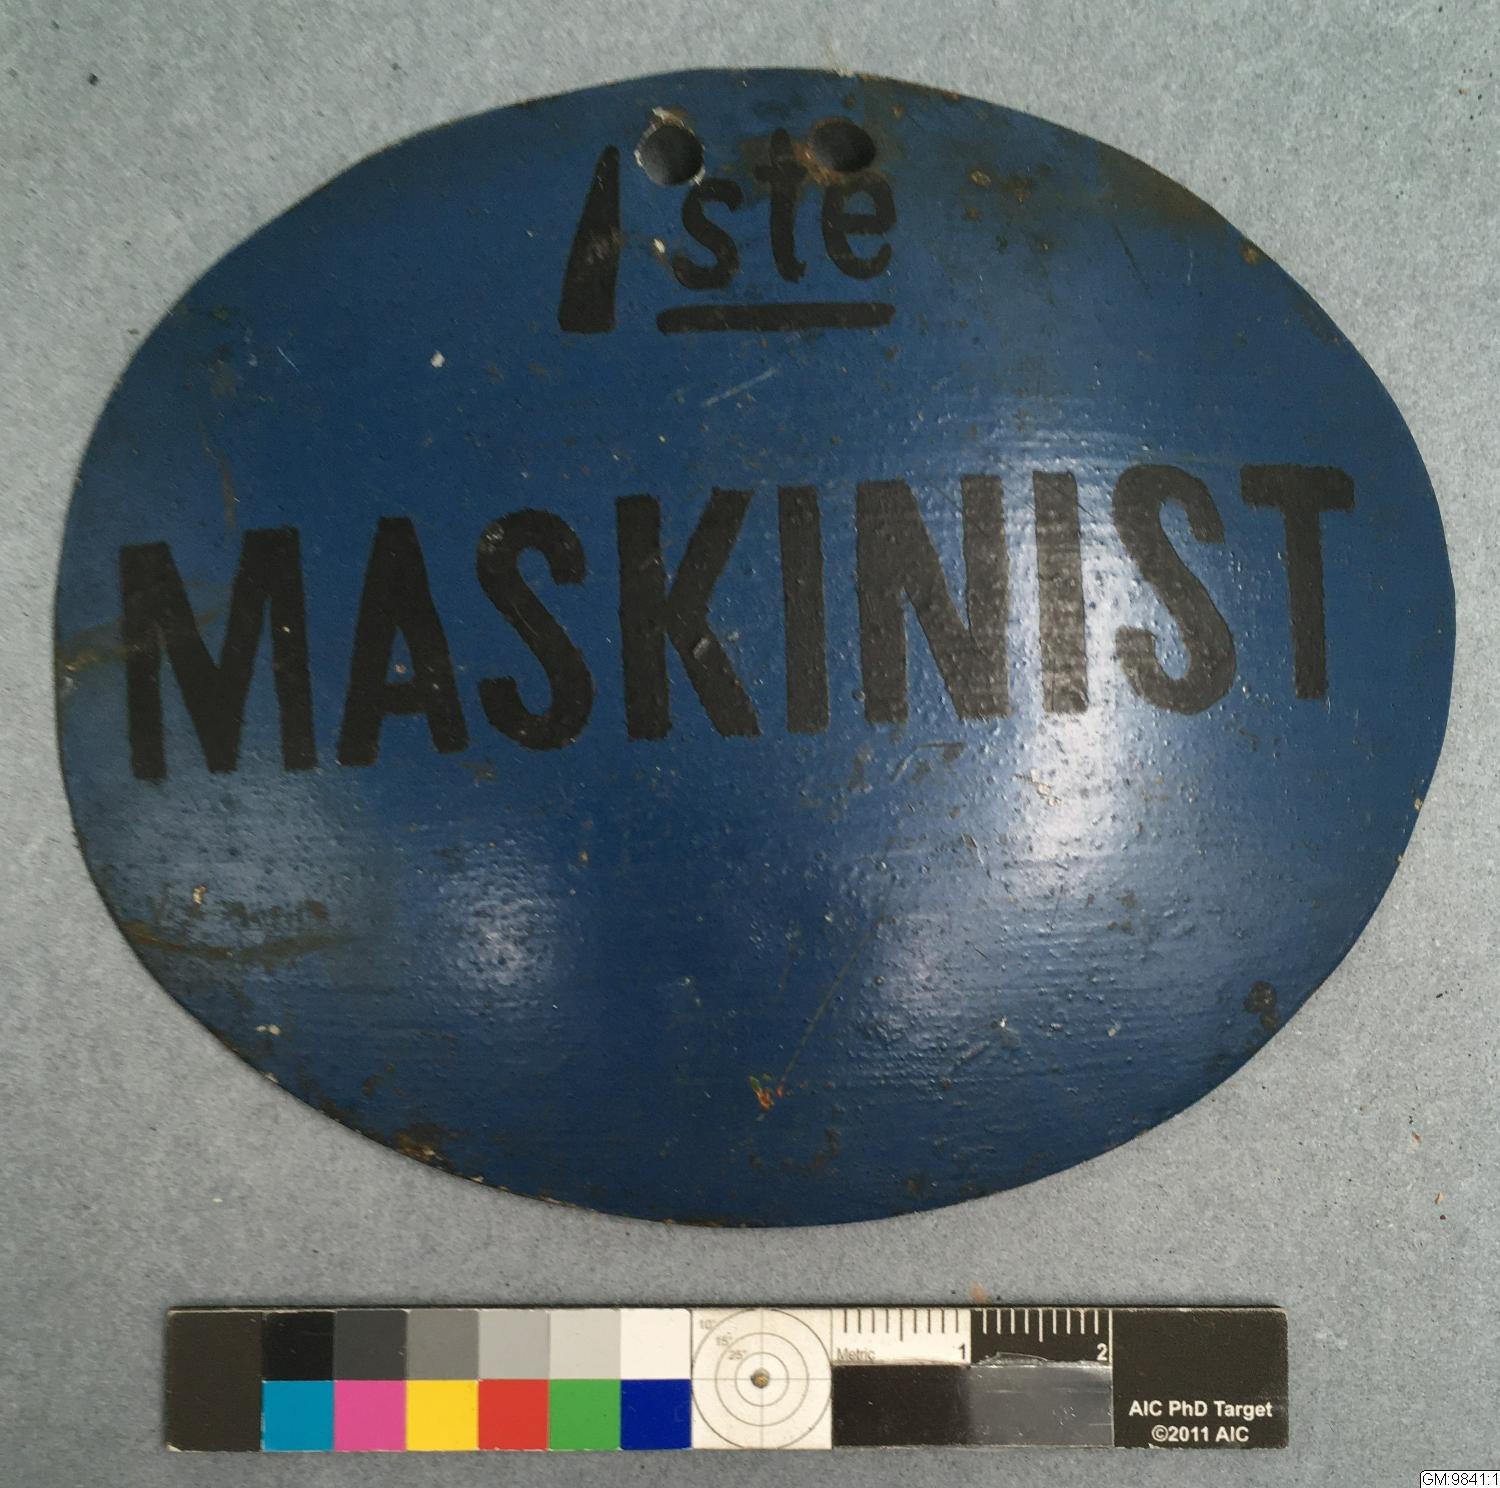 1ste
MASKINIST
10°
15°
25°
Metric 1 2
AIC PhD Target
©2011 AIC
GM:9841:1